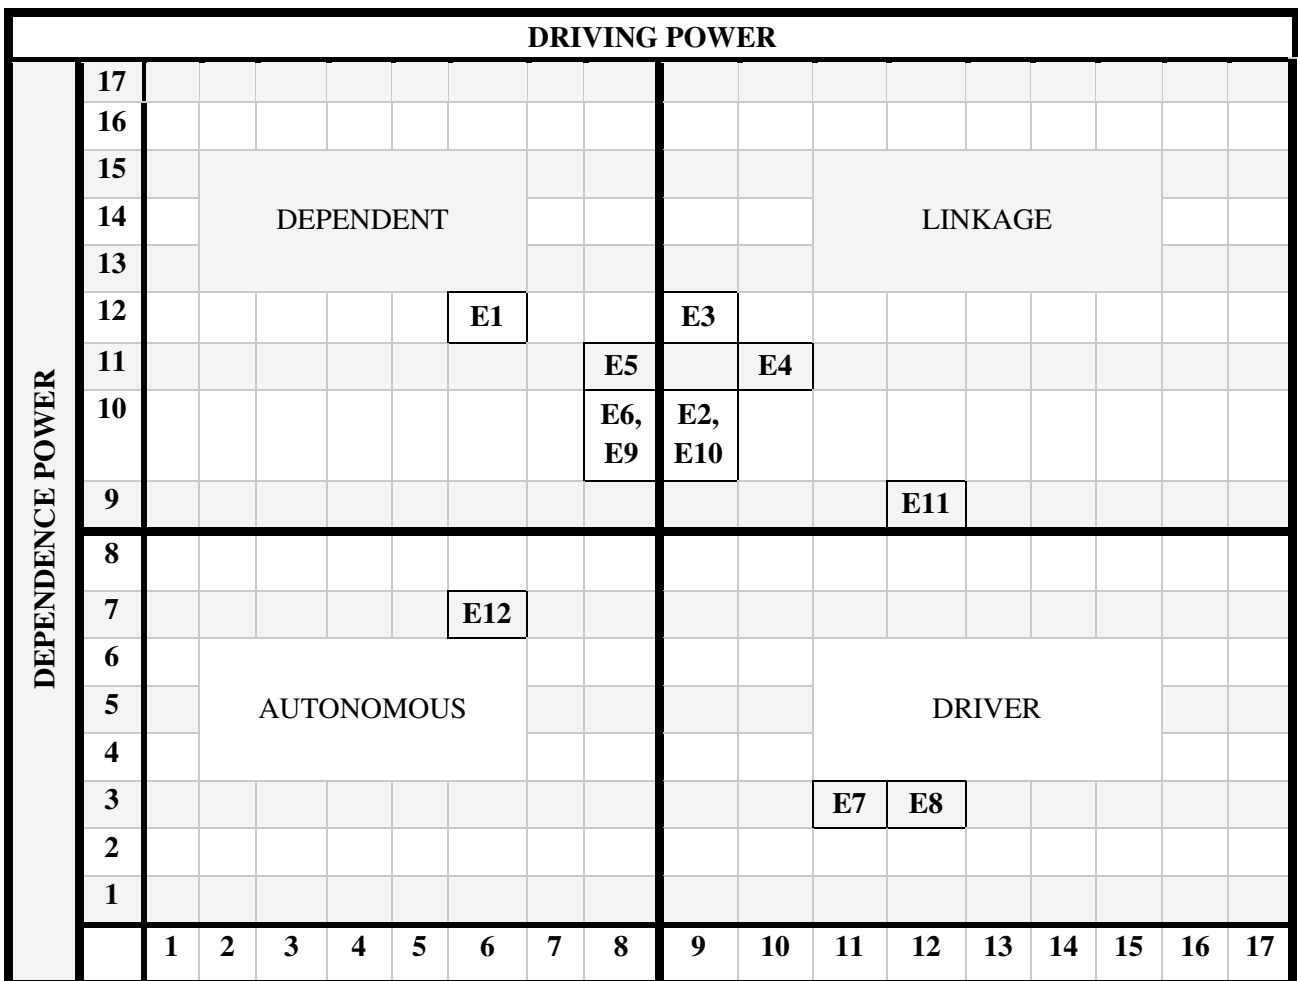 DRIVING POWER
DEPENDENCE POWER
17
16
15
14
DEPENDENT
LINKAGE
13
12
E1
E3
11
E5
E4
10
E6,
E9
E2,
E10
9
E11
8
7
E12
6
5
AUTONOMOUS
DRIVER
4
3
E7
E8
2
1
1 2 3 4 5 6 7 8 9 10 11 12 13 14 15 16 17